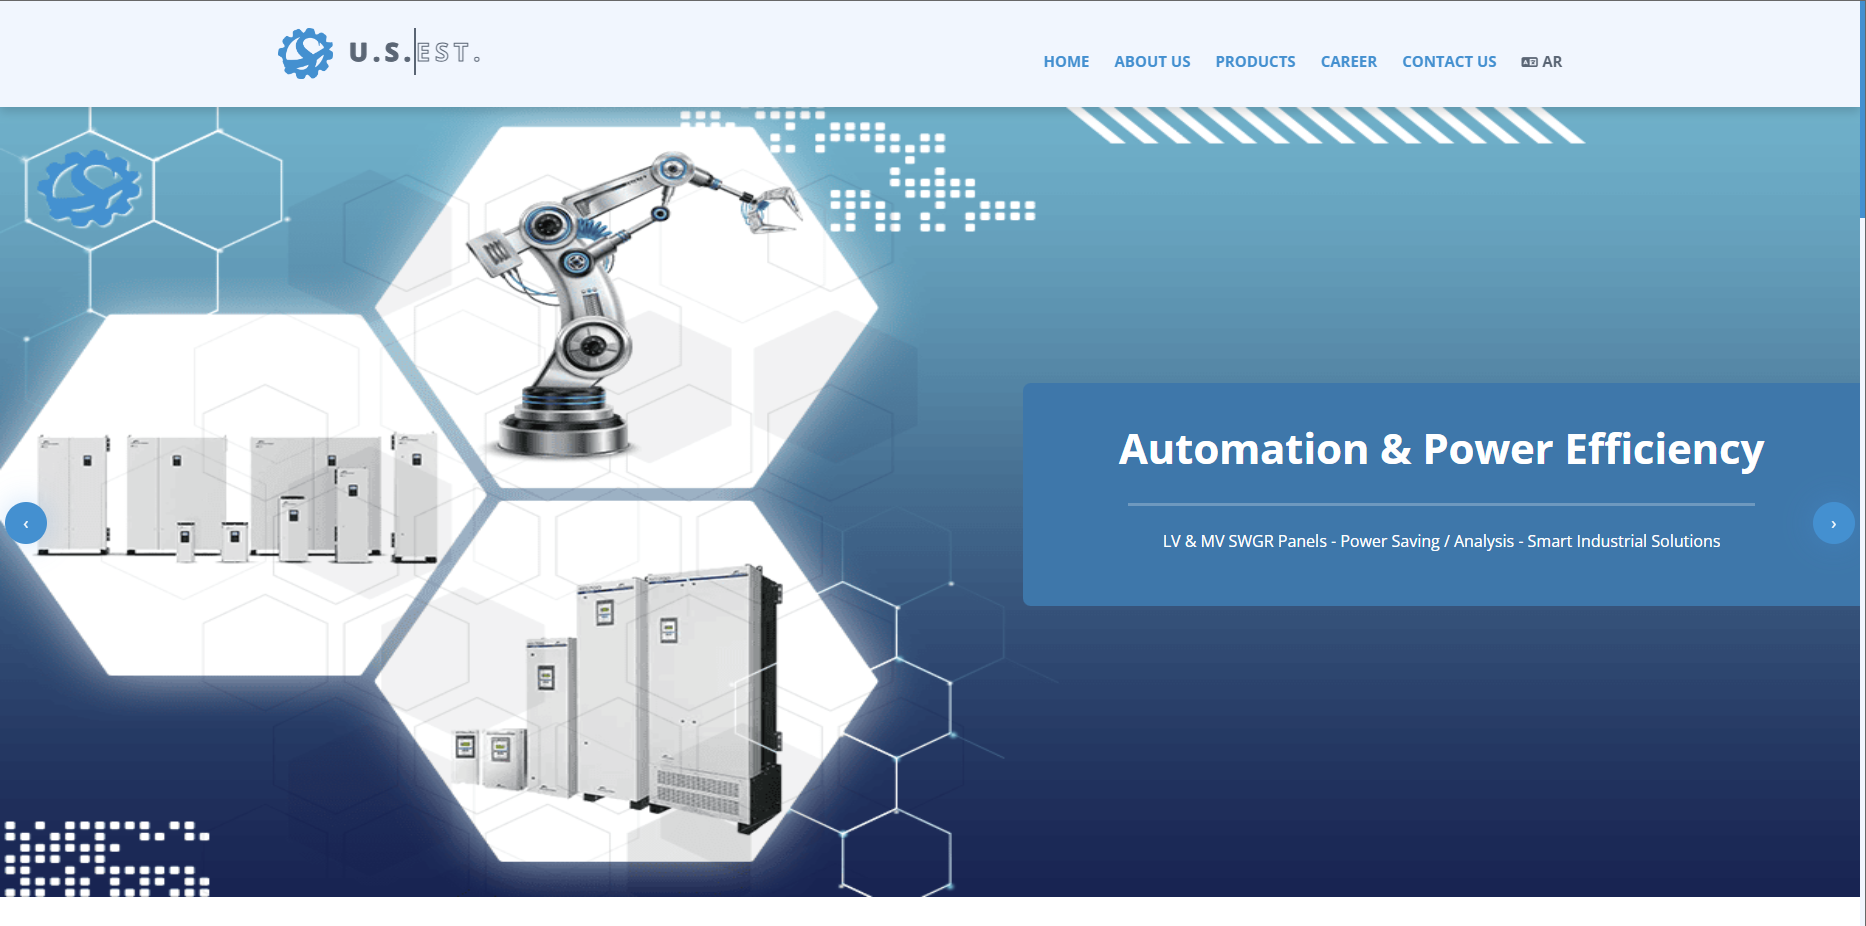 U.S.EST.
HOME ABOUT US PRODUCTS CAREER CONTACT US AR
Automation & Power Efficiency
LV & MV SWGR Panels - Power Saving / Analysis - Smart Industrial Solutions